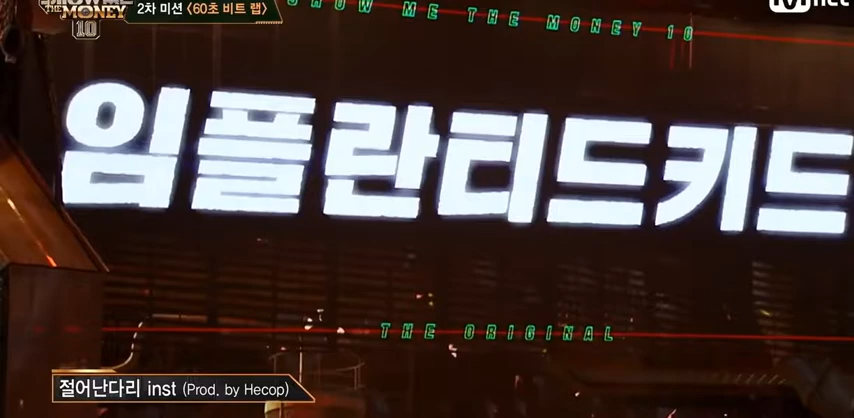 SHOW ME
THE MONEY
10
2차 미션 <60초 비트 랩>
SHOW ME THE MONEY 10
Mnet
임플란티드키드
THE ORIGINAL
절어난다리 inst (Prod. by Hecop)